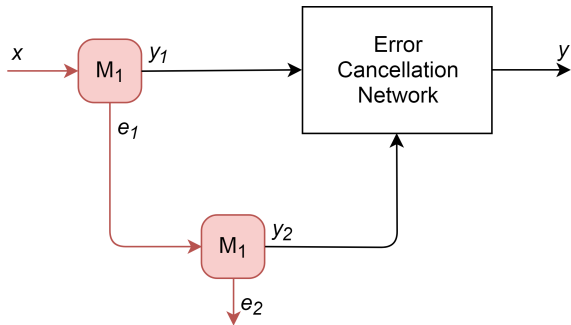 x
M₁
y₁
Error
Cancellation
Network
y
e₁
M₁
y₂
e₂